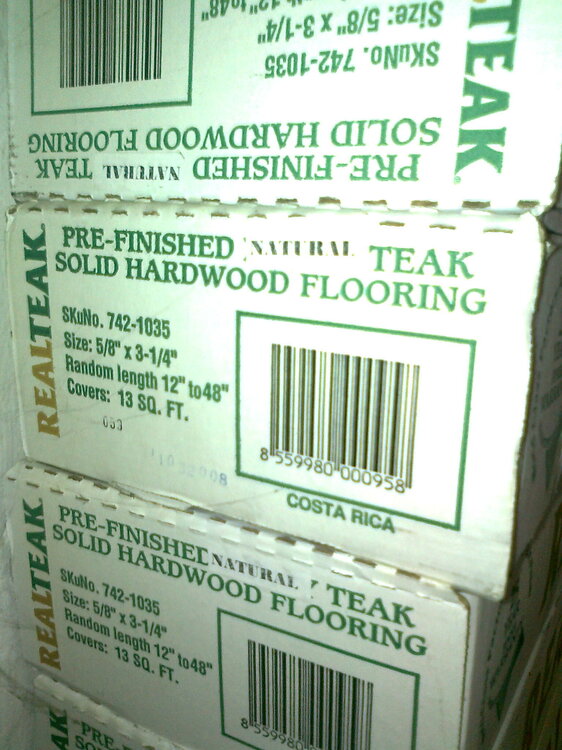 Size: 5/8" x 3-1/4"
SKuNo. 742-1035
PRE-FINISHED NATURAL TEAK
SOLID HARDWOOD FLOORING
TEAK
REALTEAK
PRE-FINISHED NATURAL TEAK
SOLID HARDWOOD FLOORING
SKuNo. 742-1035
Size: 5/8" x 3-1/4"
Random length 12" to48"
Covers: 13 SQ. FT.
8 559980 000958
COSTA RICA
REALTEAK
PRE-FINISHED NATURAL TEAK
SOLID HARDWOOD FLOORING
SKuNo. 742-1035
Size: 5/8" x 3-1/4"
Random length 12" to48"
Covers: 13 SQ. FT.
8 559980